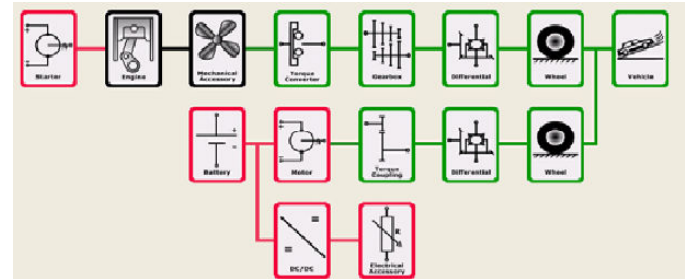 Starter
Engine
Mechanical
Accessory
Torque
Converter
Gearbox
Differential
Wheel
Vehicle
Battery
Motor
Torque
Coupling
Differential
Wheel
DC/DC
Electrical
Accessory